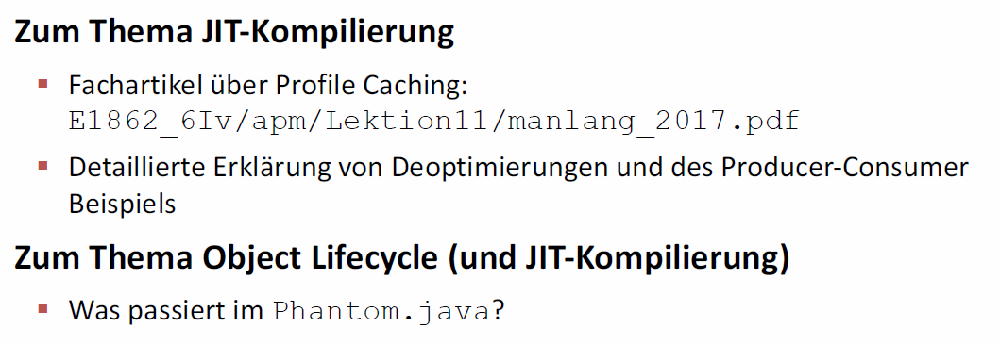 Zum Thema JIT-Kompilierung
▪ Fachartikel über Profile Caching:
E1862_6Iv/apm/Lektion11/manlang_2017.pdf
▪ Detaillierte Erklärung von Deoptimierungen und des Producer-Consumer
Beispiels
Zum Thema Object Lifecycle (und JIT-Kompilierung)
▪ Was passiert im Phantom.java?